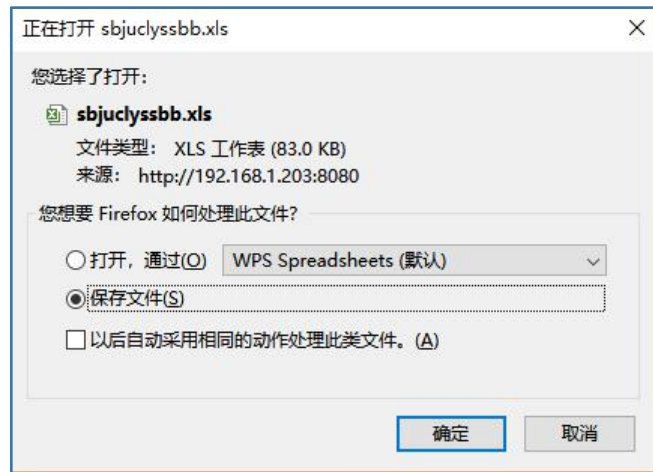 正在打开 sbjuclyssbb.xls
您选择了打开：
sbjuclyssbb.xls
文件类型： XLS 工作表 (83.0 KB)
来源： http://192.168.1.203:8080
您想要 Firefox 如何处理此文件？
打开，通过(O) WPS Spreadsheets (默认)
保存文件(S)
以后自动采用相同的动作处理此类文件。(A)
确定 取消